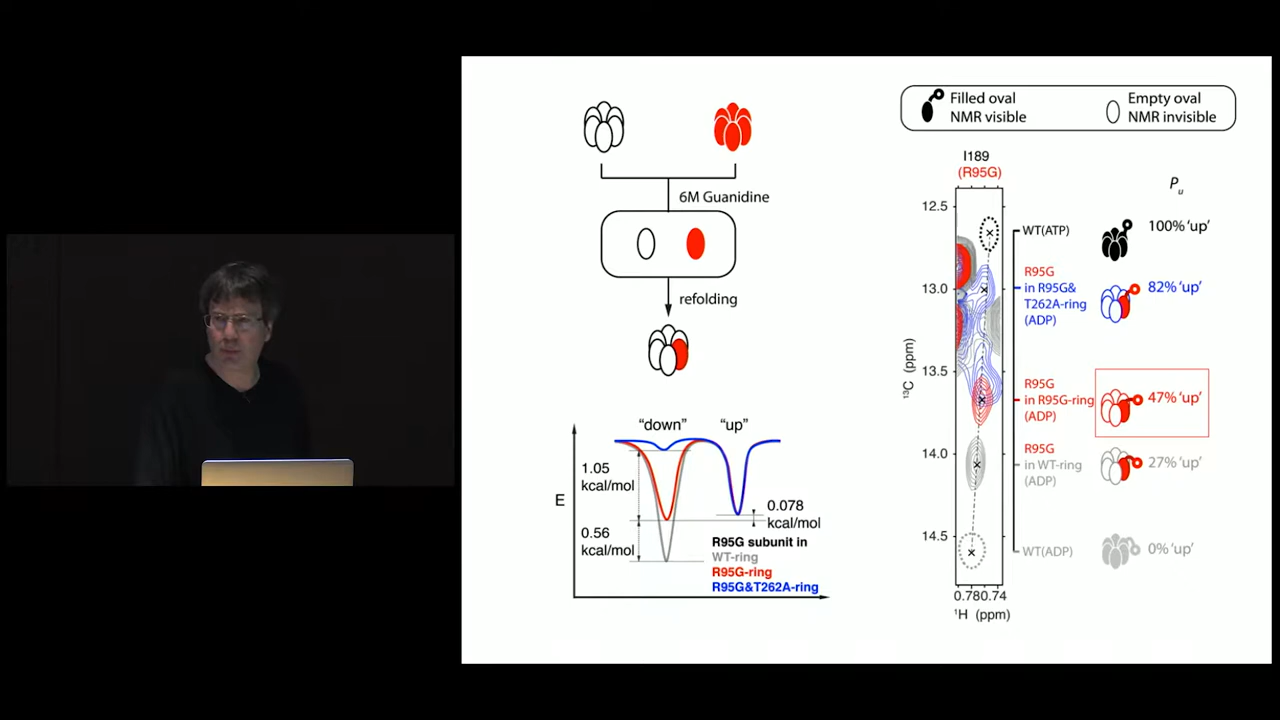 6M Guanidine
refolding
"down"
"up"
E
1.05
kcal/mol
0.56
kcal/mol
0.078
kcal/mol
R95G subunit in
WT-ring
R95G-ring
R95G&T262A-ring
Filled oval
NMR visible
Empty oval
NMR invisible
I189
(R95G)
Pu
12.5
13.0
13.5
14.0
14.5
13C (ppm)
0.780.74
1H (ppm)
WT(ATP)
100% 'up'
R95G
in R95G&
T262A-ring
(ADP)
82% 'up'
R95G
in R95G-ring
(ADP)
47% 'up'
R95G
in WT-ring
(ADP)
27% 'up'
WT(ADP)
0% 'up'